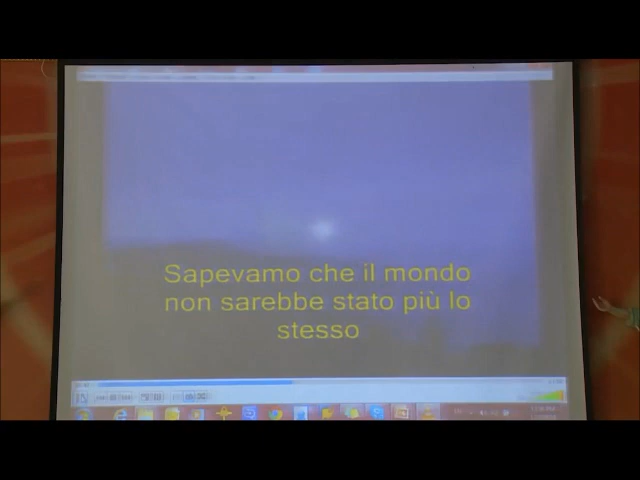 Sapevamo che il mondo
non sarebbe stato più lo
stesso